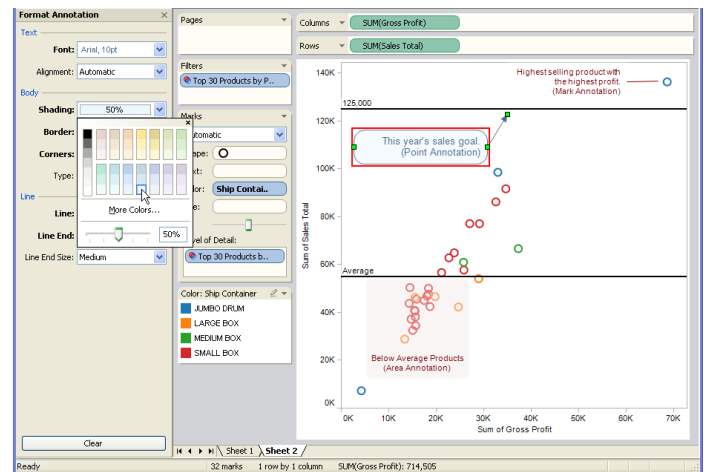 Format Annotation ×
Text
Font: Arial, 10pt
Alignment: Automatic
Body
Shading: 50%
Border:
Corners:
Type:
More Colors...
50%
Line
Line:
Line End:
Line End Size: Medium
Clear
Pages
Filters
Top 30 Products by P..
Marks
Shape:
Ship Contai..
Level of Detail:
Top 30 Products b..
Color: Ship Container
JUMBO DRUM
LARGE BOX
MEDIUM BOX
SMALL BOX
Columns SUM(Gross Profit)
Rows SUM(Sales Total)
Highest selling product with
the highest profit.
(Mark Annotation)
125,000
This year's sales goal.
(Point Annotation)
Average
Below Average Products
(Area Annotation)
Sum of Sales Total
140K
120K
100K
80K
60K
40K
20K
0K
0K 10K 20K 30K 40K 50K 60K 70K
Sum of Gross Profit
Sheet 1 Sheet 2
Ready 32 marks 1 row by 1 column SUM(Gross Profit): 714,505